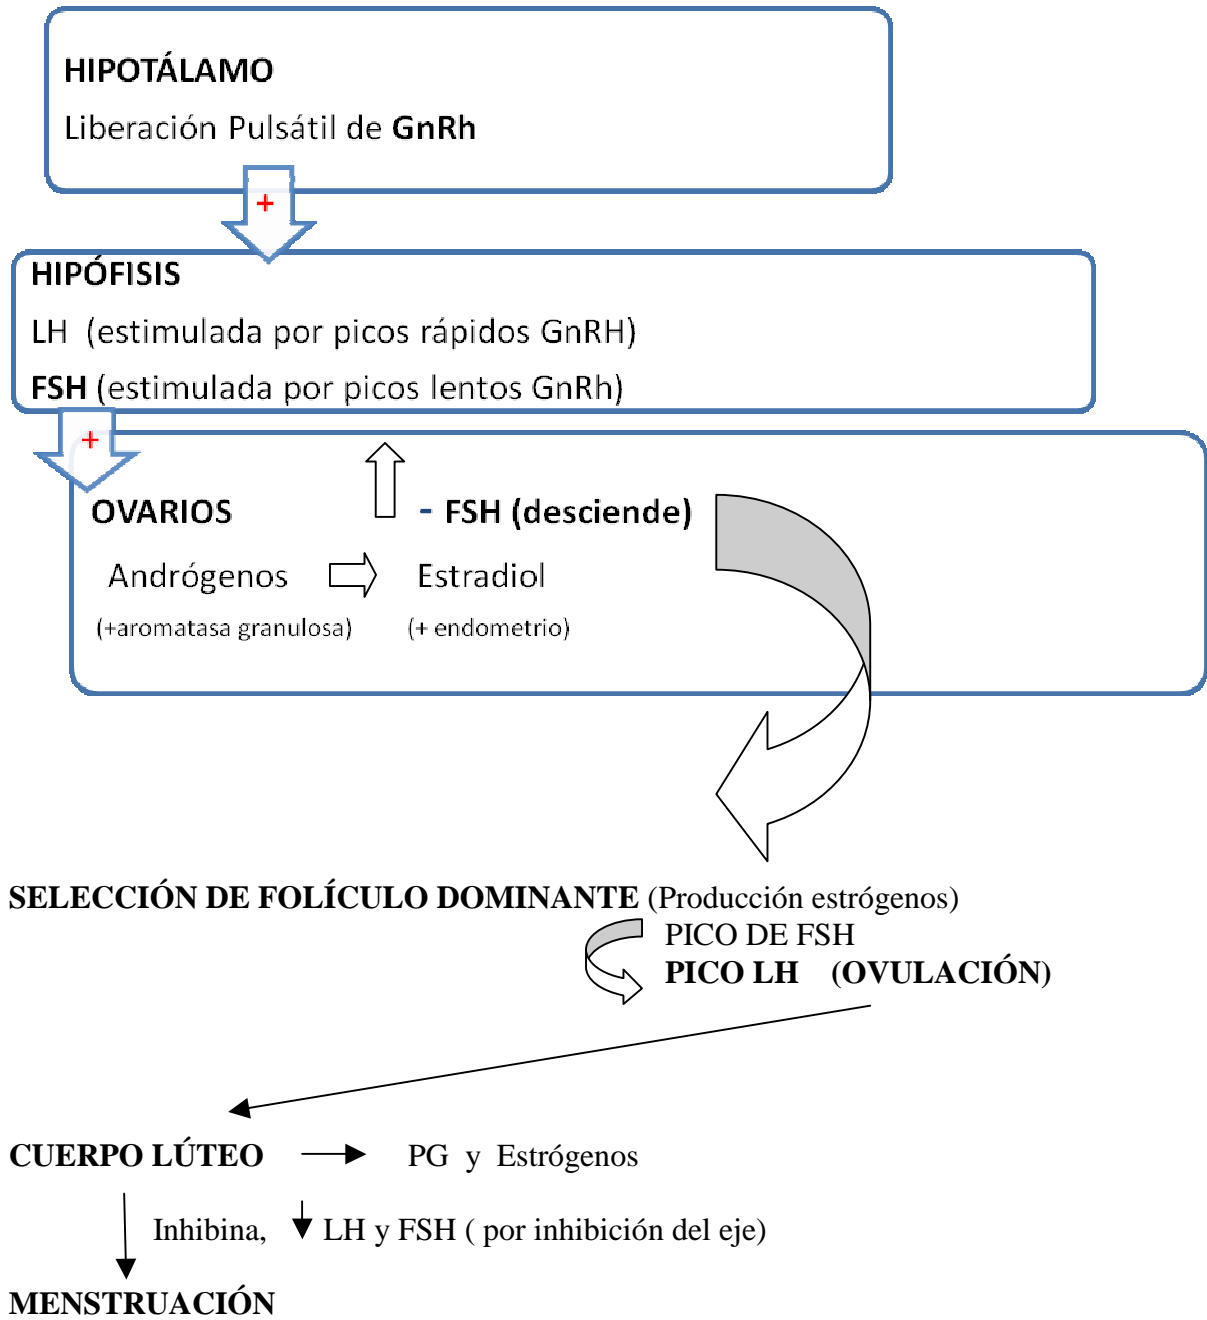 HIPOTÁLAMO
Liberación Pulsátil de GnRh
+
HIPÓFISIS
LH (estimulada por picos rápidos GnRH)
FSH (estimulada por picos lentos GnRh)
+
OVARIOS - FSH (desciende)
Andrógenos Estradiol
(+aromatasa granulosa) (+ endometrio)
SELECCIÓN DE FOLÍCULO DOMINANTE (Producción estrógenos)
PICO DE FSH
PICO LH (OVULACIÓN)
CUERPO LÚTEO PG y Estrógenos
Inhibina, LH y FSH ( por inhibición del eje)
MENSTRUACIÓN